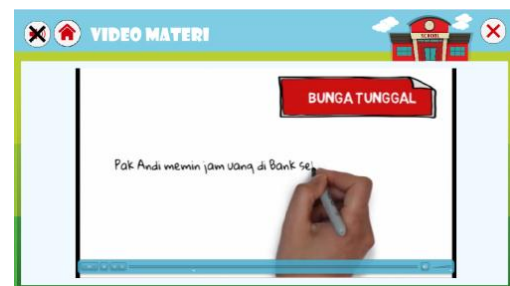 VIDEO MATERI
SCHOOL
BUNGA TUNGGAL
Pak Andi memin jam uang di Bank se